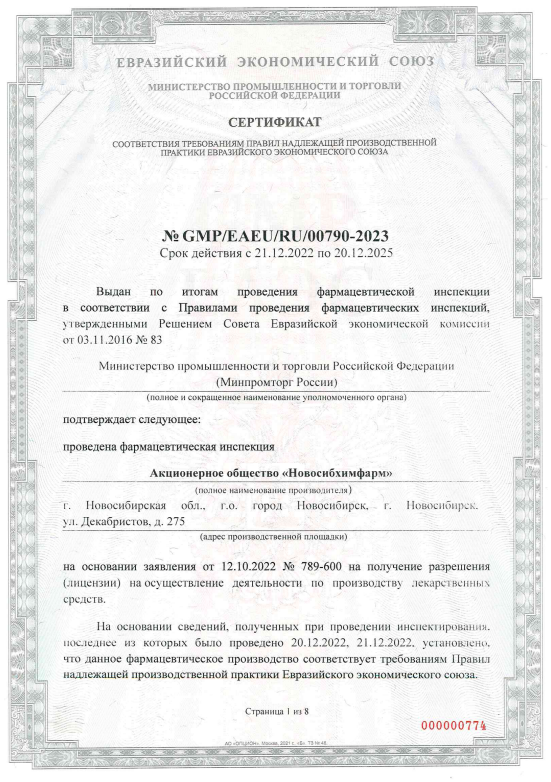 ЕВРАЗИЙСКИЙ ЭКОНОМИЧЕСКИЙ СОЮЗ
МИНИСТЕРСТВО ПРОМЫШЛЕННОСТИ И ТОРГОВЛИ
РОССИЙСКОЙ ФЕДЕРАЦИИ
СЕРТИФИКАТ
СООТВЕТСТВИЯ ТРЕБОВАНИЯМ ПРАВИЛ НАДЛЕЖАЩЕЙ ПРОИЗВОДСТВЕННОЙ
ПРАКТИКИ ЕВРАЗИЙСКОГО ЭКОНОМИЧЕСКОГО СОЮЗА
№ GMP/EAEU/RU/00790-2023
Срок действия с 21.12.2022 по 20.12.2025
Выдан по итогам проведения фармацевтической инспекции
в соответствии с Правилами проведения фармацевтических инспекций,
утвержденными Решением Совета Евразийской экономической комиссии
от 03.11.2016 № 83
Министерство промышленности и торговли Российской Федерации
(Минпромторг России)
(полное и сокращенное наименование уполномоченного органа)
подтверждает следующее:
проведена фармацевтическая инспекция
Акционерное общество «Новосибхимфарм»
(полное наименование производителя)
г. Новосибирская обл., г.о. город Новосибирск, г. Новосибирск,
ул. Декабристов, д. 275
(адрес производственной площадки)
на основании заявления от 12.10.2022 № 789-600 на получение разрешения
(лицензии) на осуществление деятельности по производству лекарственных
средств.
На основании сведений, полученных при проведении инспектирования,
последнее из которых было проведено 20.12.2022, 21.12.2022, установлено,
что данное фармацевтическое производство соответствует требованиям Правил
надлежащей производственной практики Евразийского экономического союза.
Страница 1 из 8
000000774
АО «ОПЦИОН», Москва, 2021 г., «Б», ТЗ № 46.